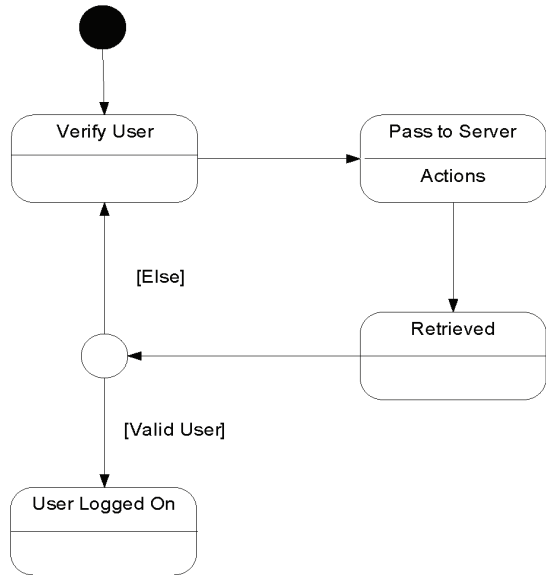 Verify User
Pass to Server
Actions
[Else]
Retrieved
[Valid User]
User Logged On